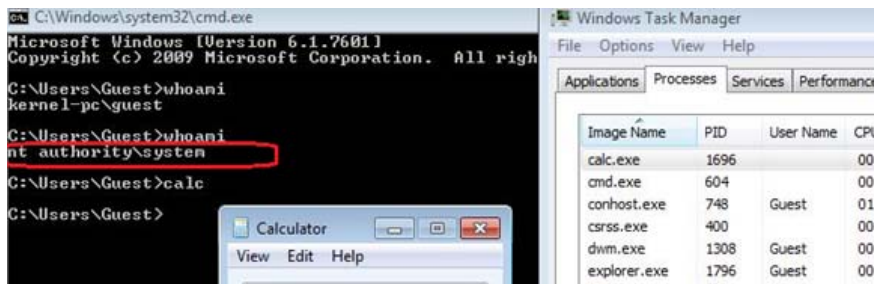 C:\Windows\system32\cmd.exe
Microsoft Windows [Version 6.1.7601]
Copyright (c) 2009 Microsoft Corporation. All righ
C:\Users\Guest>whoami
kernel-pc\guest
C:\Users\Guest>whoami
nt authority\system
C:\Users\Guest>calc
C:\Users\Guest>
Calculator
View Edit Help
Windows Task Manager
File Options View Help
Applications Processes Services Performance
Image Name PID User Name CPU
calc.exe 1696 00
cmd.exe 604 00
conhost.exe 748 Guest 01
csrss.exe 400 00
dwm.exe 1308 Guest 00
explorer.exe 1796 Guest 00